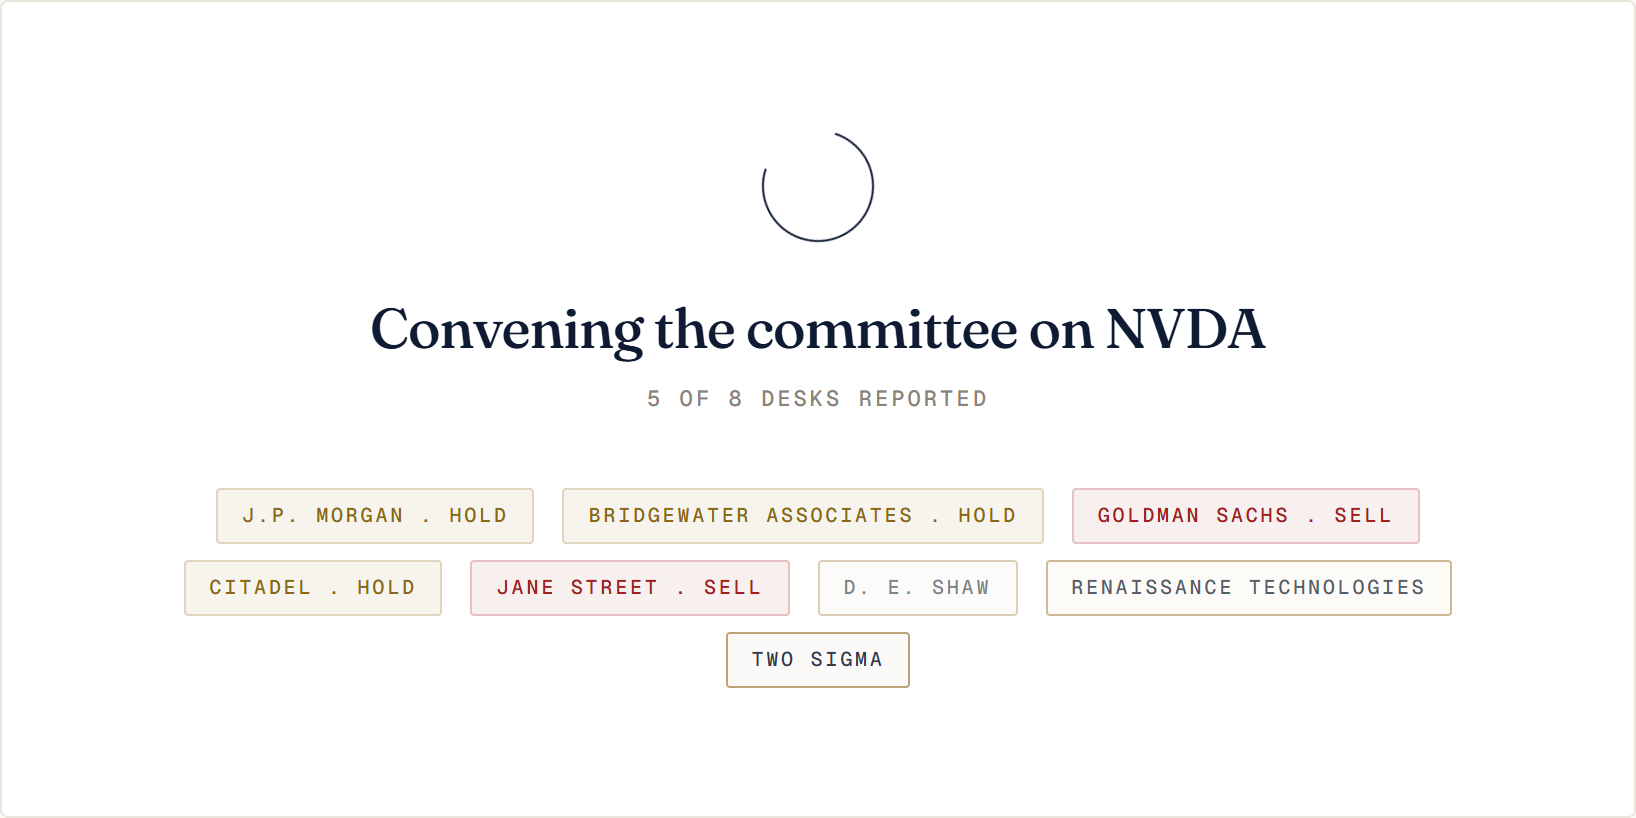 Convening the committee on NVDA
5 OF 8 DESKS REPORTED
J.P. MORGAN . HOLD
BRIDGEWATER ASSOCIATES . HOLD
GOLDMAN SACHS . SELL
CITADEL . HOLD
JANE STREET . SELL
D. E. SHAW
RENAISSANCE TECHNOLOGIES
TWO SIGMA